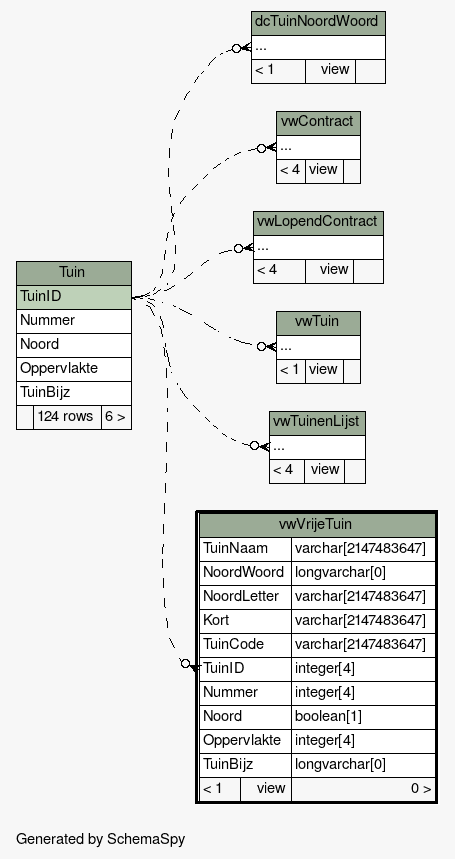 dcTuinNoordWoord
...
< 1 view
vwContract
...
< 4 view
vwLopendContract
...
< 4 view
Tuin
TuinID
Nummer
Noord
Oppervlakte
TuinBijz
124 rows 6 >
vwTuin
...
< 1 view
vwTuinenLijst
...
< 4 view
vwVrijeTuin
TuinNaam varchar[2147483647]
NoordWoord longvarchar[0]
NoordLetter varchar[2147483647]
Kort varchar[2147483647]
TuinCode varchar[2147483647]
TuinID integer[4]
Nummer integer[4]
Noord boolean[1]
Oppervlakte integer[4]
TuinBijz longvarchar[0]
< 1 view 0 >
Generated by SchemaSpy